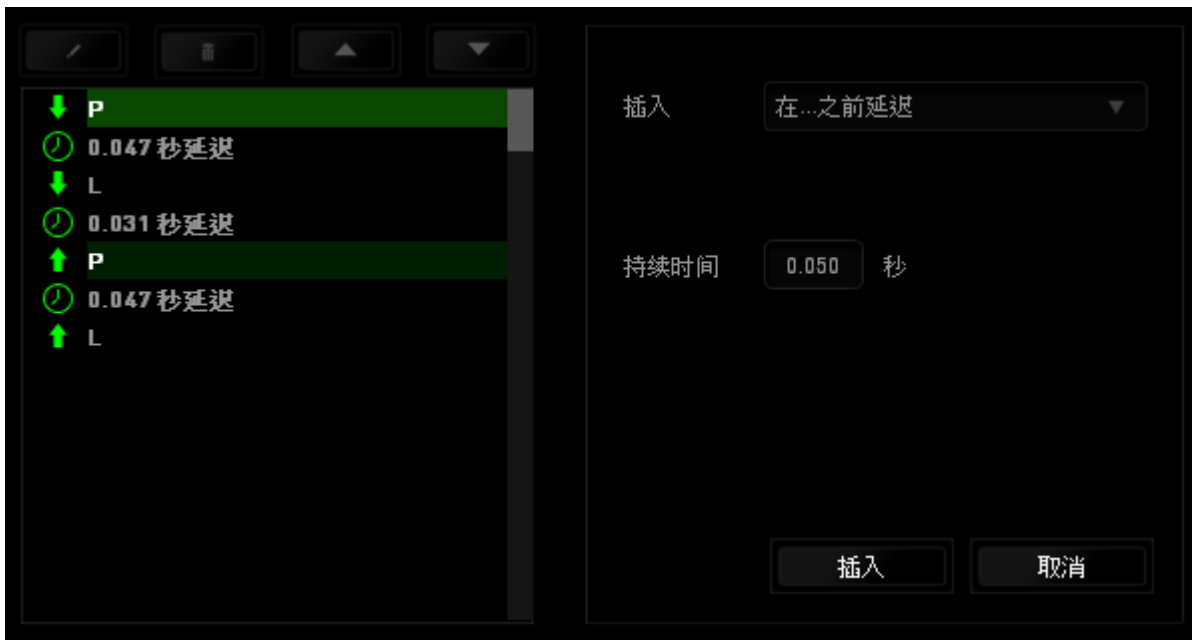 P
0.047 秒延迟
L
0.031 秒延迟
P
0.047 秒延迟
L
插入 在...之前延迟
持续时间 0.050 秒
插入 取消